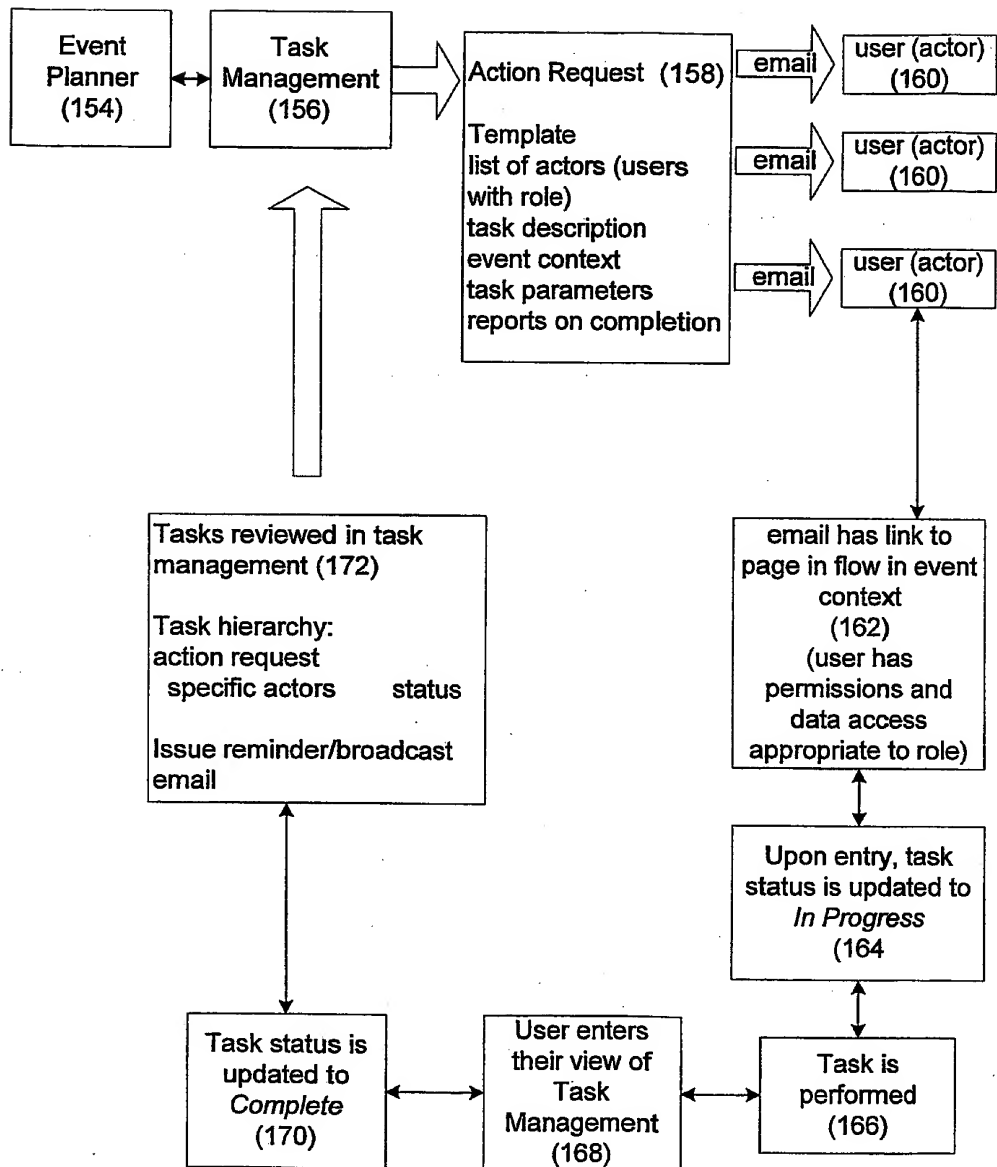 Event
Planner
(154)
Task
Management
(156)
Action Request (158)
Template
list of actors (users
with role)
task description
event context
task parameters
reports on completion
email
user (actor)
(160)
email
user (actor)
(160)
email
user (actor)
(160)
email has link to
page in flow in event
context
(162)
(user has
permissions and
data access
appropriate to role)
Upon entry, task
status is updated to
In Progress
(164
Task is
performed
(166)
User enters
their view of
Task
Management
(168)
Task status is
updated to
Complete
(170)
Tasks reviewed in task
management (172)
Task hierarchy:
action request
specific actors status
Issue reminder/broadcast
email